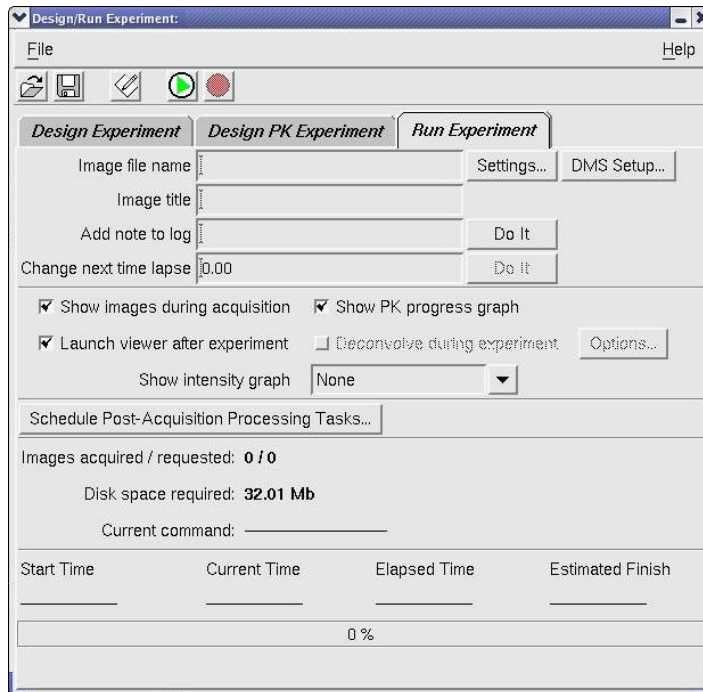 Design/Run Experiment:
File Help
Design Experiment Design PK Experiment Run Experiment
Image file name Settings... DMS Setup...
Image title
Add note to log Do It
Change next time lapse 0.00 Do It
Show images during acquisition Show PK progress graph
Launch viewer after experiment Deconvolve during experiment Options...
Show intensity graph None
Schedule Post-Acquisition Processing Tasks...
Images acquired / requested: 0 / 0
Disk space required: 32.01 Mb
Current command:
Start Time Current Time Elapsed Time Estimated Finish
0 %